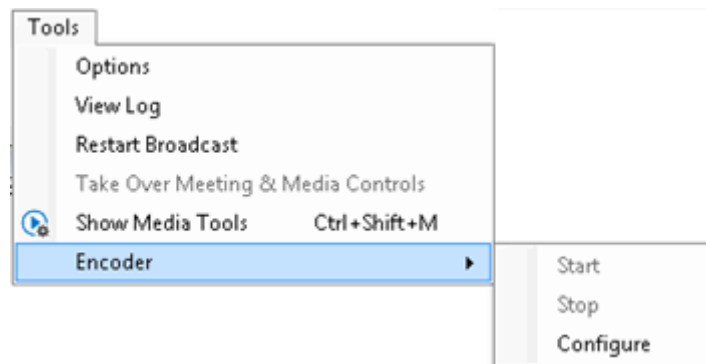 Tools
Options
View Log
Restart Broadcast
Take Over Meeting & Media Controls
Show Media Tools Ctrl+Shift+M
Encoder
Start
Stop
Configure